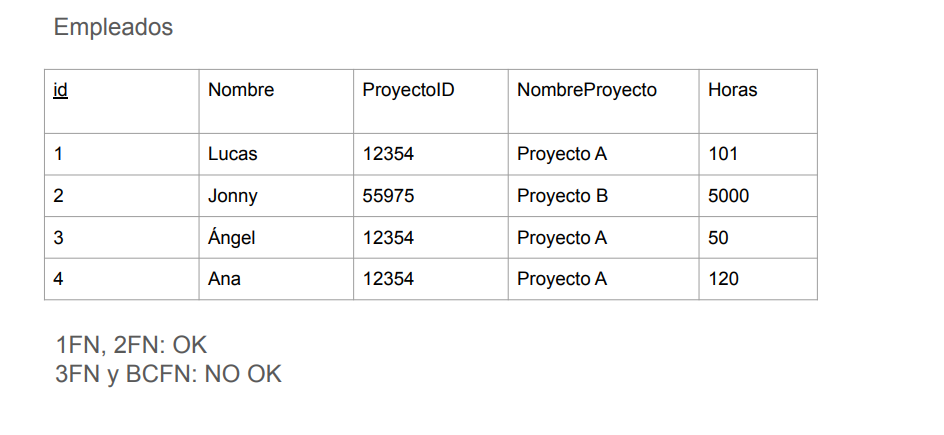 Empleados
id Nombre ProyectoID NombreProyecto Horas
1 Lucas 12354 Proyecto A 101
2 Jonny 55975 Proyecto B 5000
3 Ángel 12354 Proyecto A 50
4 Ana 12354 Proyecto A 120
1FN, 2FN: OK
3FN y BCFN: NO OK